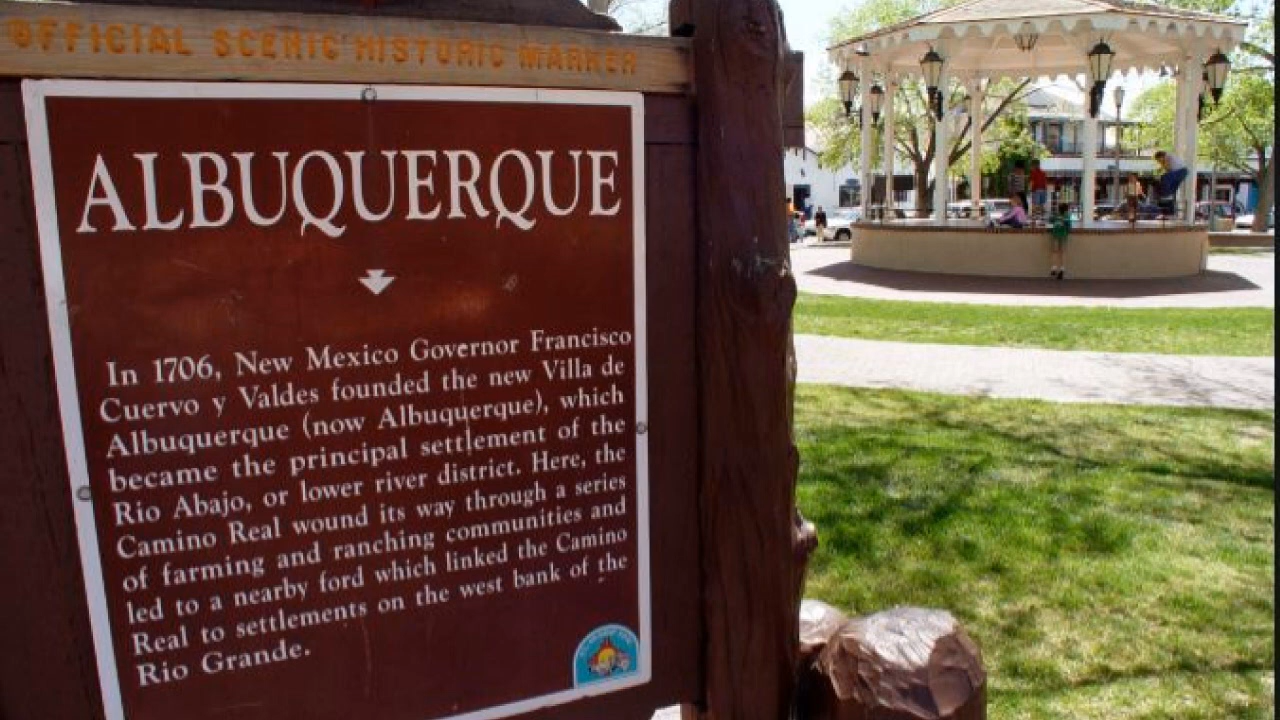 OFFICIAL SCENIC HISTORIC MARKER
ALBUQUERQUE
In 1706, New Mexico Governor Francisco
Cuervo y Valdes founded the new Villa de
Albuquerque (now Albuquerque), which
became the principal settlement of the
Rio Abajo, or lower river district. Here, the
Camino Real wound its way through a series
of farming and ranching communities and
led to a nearby ford which linked the Camino
Real to settlements on the west bank of the
Rio Grande.